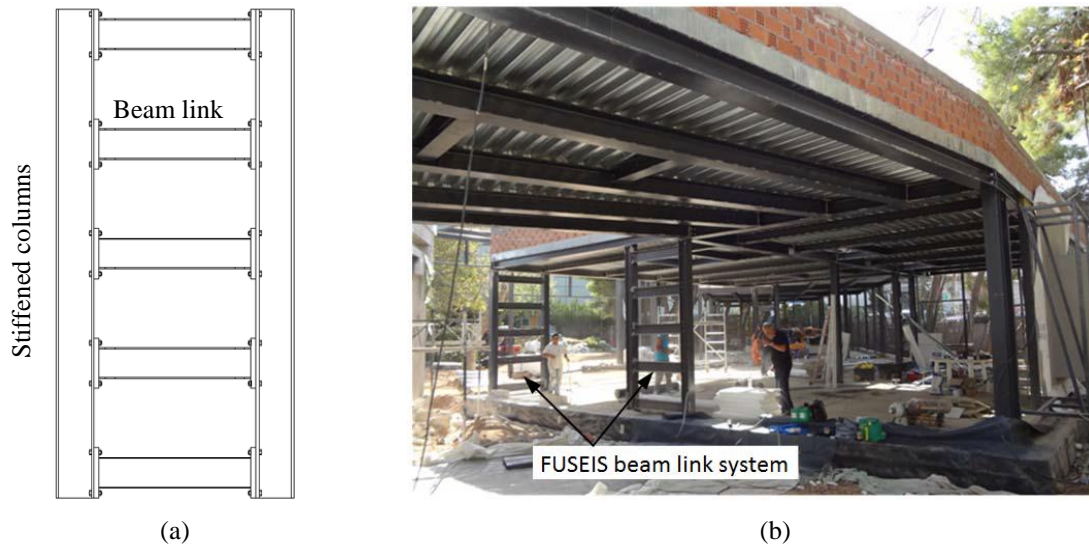 Beam link
Stiffened columns
FUSEIS beam link system
(a)
(b)